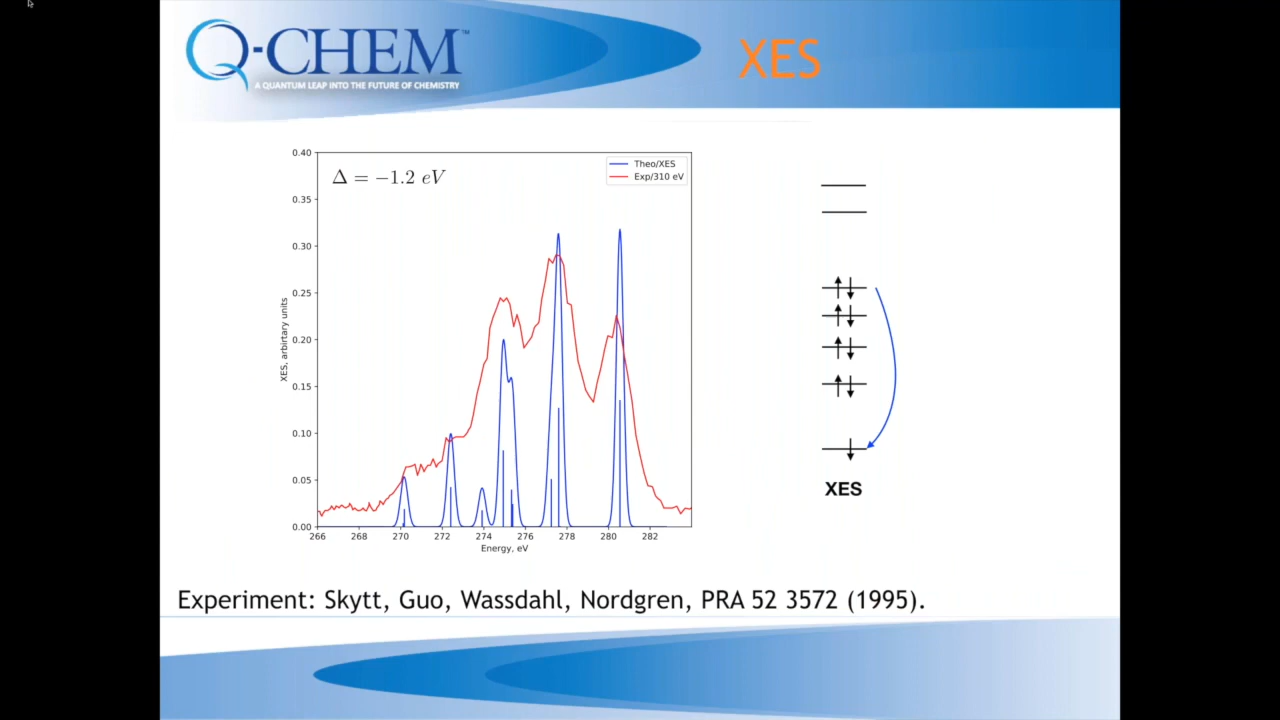 Q-CHEM™
A QUANTUM LEAP INTO THE FUTURE OF CHEMISTRY
XES
Δ = −1.2 eV
Theo/XES
Exp/310 eV
0.40
0.35
0.30
0.25
0.20
0.15
0.10
0.05
0.00
XES, arbirtary units
266 268 270 272 274 276 278 280 282
Energy, eV
XES
Experiment: Skytt, Guo, Wassdahl, Nordgren, PRA 52 3572 (1995).